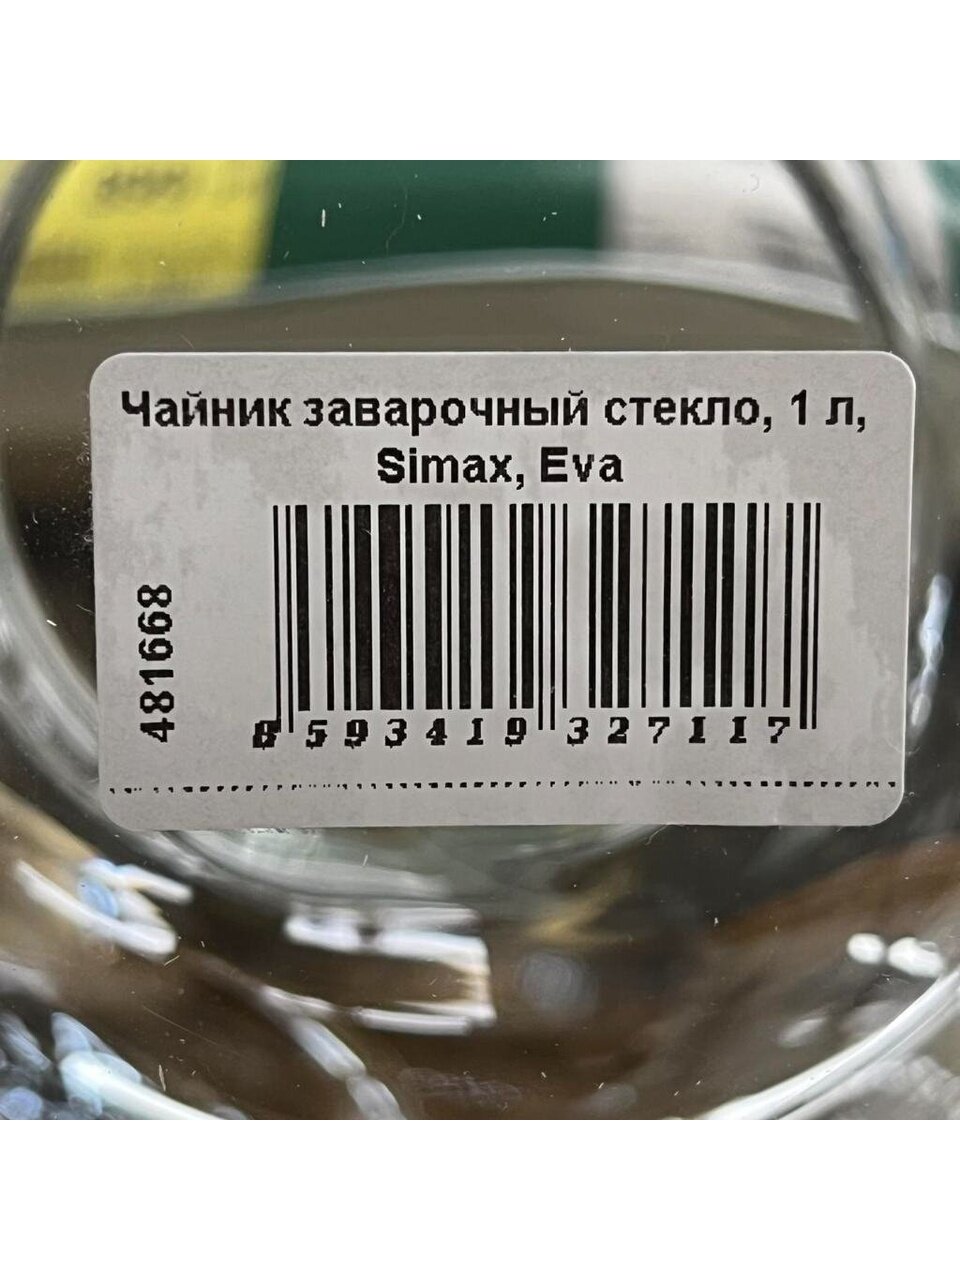 Чайник заварочный стекло, 1 л,
Simax, Eva
481668
8 593419 327117